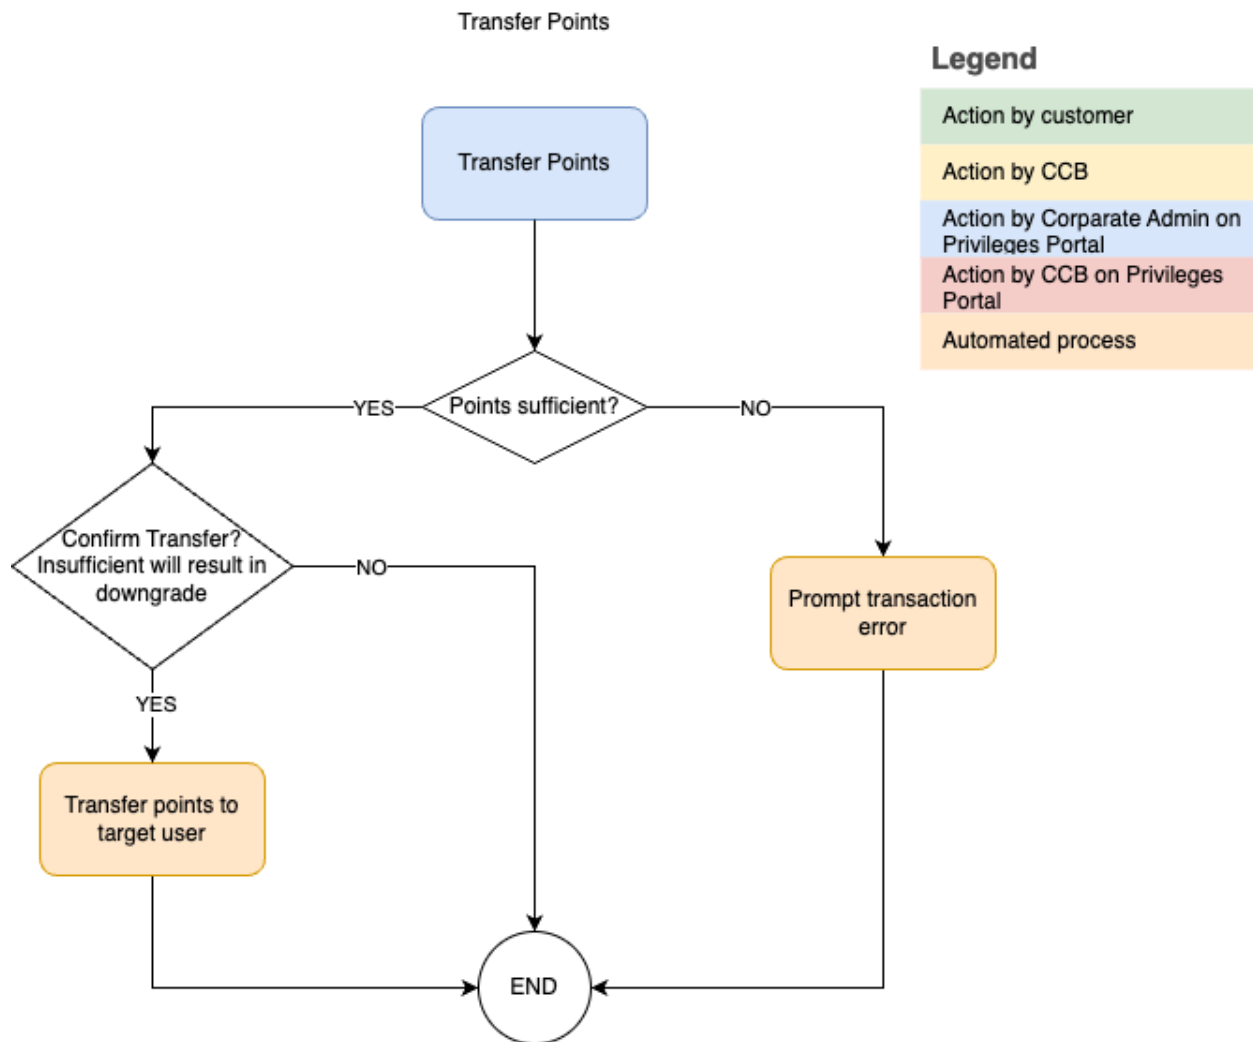 Transfer Points
Legend
Action by customer
Action by CCB
Action by Corparate Admin on
Privileges Portal
Action by CCB on Privileges
Portal
Automated process
Transfer Points
Points sufficient?
YES
NO
Confirm Transfer?
Insufficient will result in
downgrade
NO
YES
Prompt transaction
error
Transfer points to
target user
END